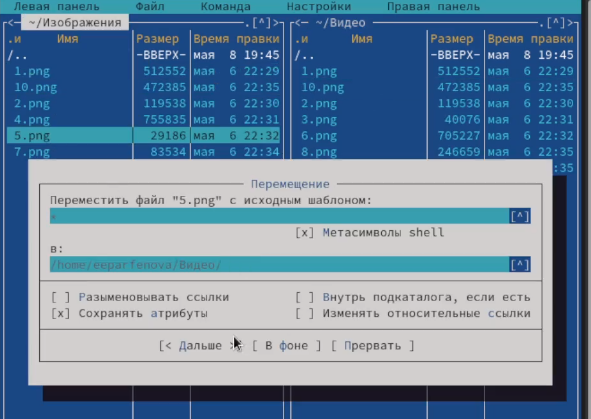 Левая панель Файл Команда Настройки Правая панель
<─ ~/Изображения .[^]> <─ ~/Видео .[^]>
.и Имя Размер Время правки .и Имя Размер Время правки
/.. -ВВЕРХ- мая 8 19:45 /.. -ВВЕРХ- мая 8 19:45
1.png 512552 мая 6 22:29 1.png 512552 мая 6 22:29
10.png 472385 мая 6 22:35 10.png 472385 мая 6 22:35
2.png 119538 мая 6 22:30 2.png 119538 мая 6 22:30
4.png 755835 мая 6 22:31 3.png 40076 мая 6 22:31
5.png 29186 мая 6 22:32 6.png 705227 мая 6 22:32
7.png 83534 мая 6 22:34 8.png 246659 мая 6 22:35
:35
Перемещение
Переместить файл "5.png" с исходным шаблоном:
* [^]
[x] Метасимволы shell
в:
/home/eeparfenova/Видео/ [^]
[ ] Разыменовывать ссылки [ ] Внутрь подкаталога, если есть
[x] Сохранять атрибуты [ ] Изменять относительные ссылки
[< Дальше >] [ В фоне ] [ Прервать ]